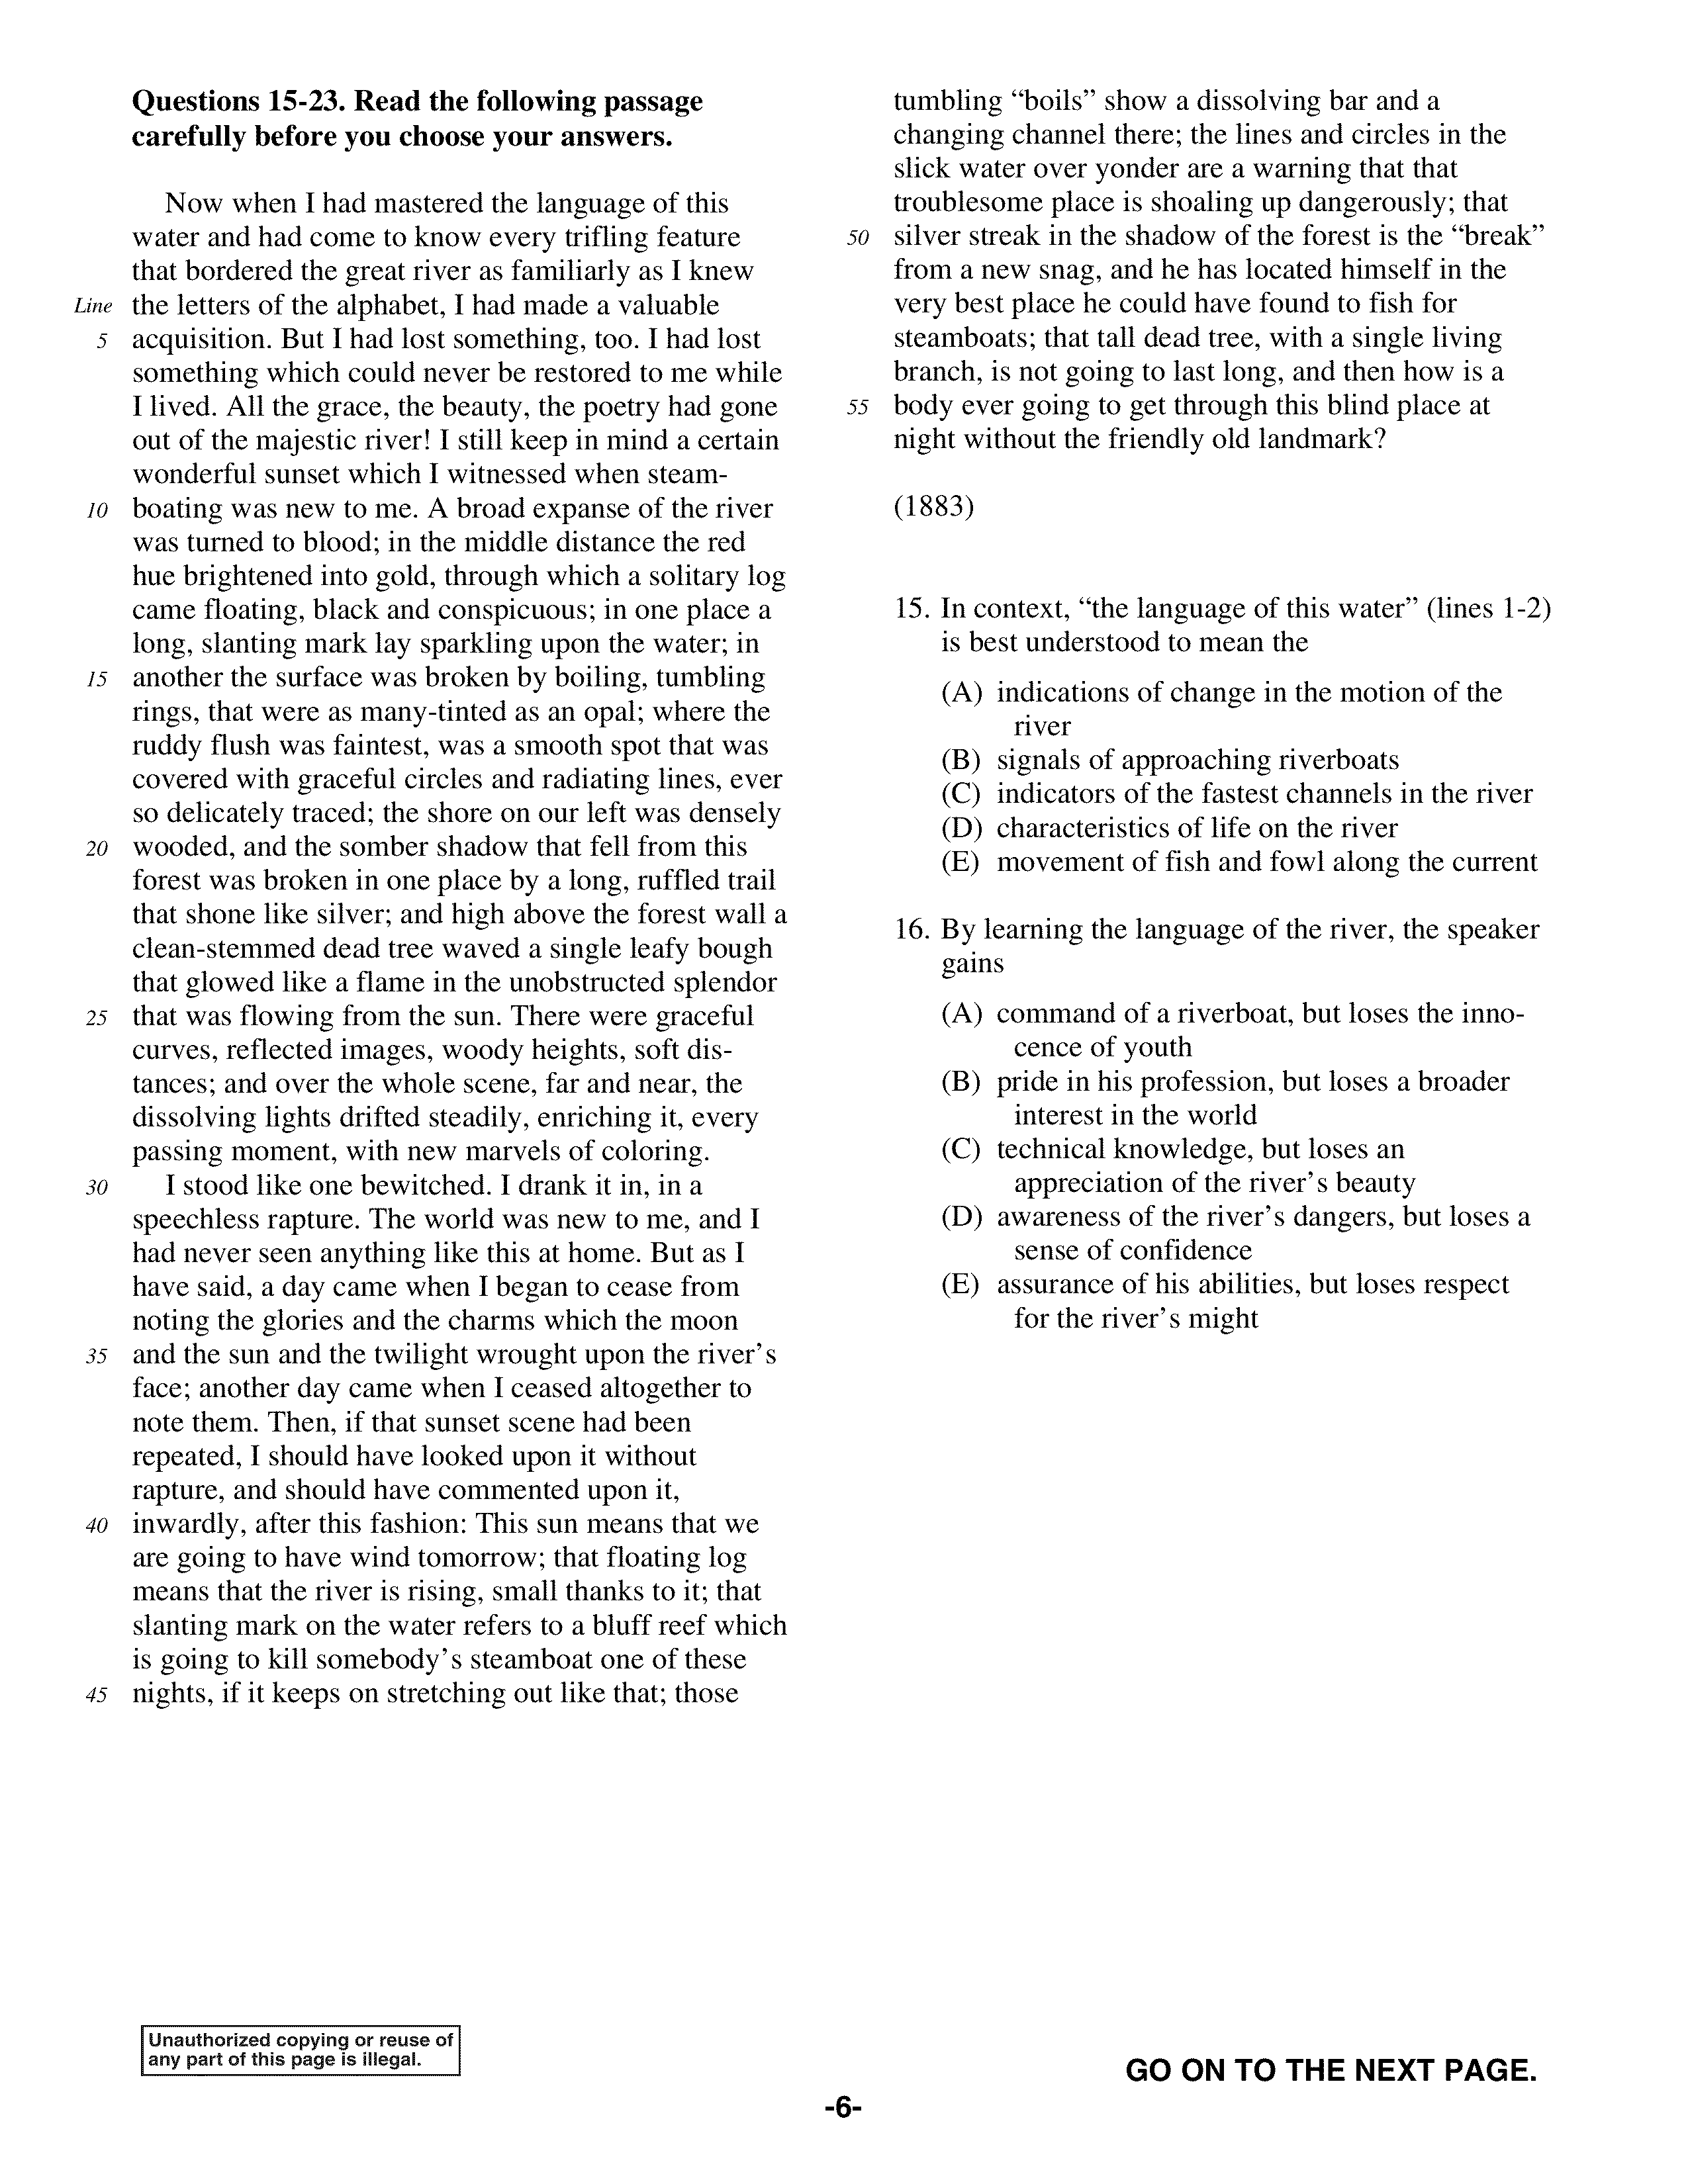 Questions 15-23. Read the following passage
carefully before you choose your answers.
Now when I had mastered the language of this
water and had come to know every trifling feature
that bordered the great river as familiarly as I knew
Line the letters of the alphabet, I had made a valuable
5 acquisition. But I had lost something, too. I had lost
something which could never be restored to me while
I lived. All the grace, the beauty, the poetry had gone
out of the majestic river! I still keep in mind a certain
wonderful sunset which I witnessed when steam-
10 boating was new to me. A broad expanse of the river
was turned to blood; in the middle distance the red
hue brightened into gold, through which a solitary log
came floating, black and conspicuous; in one place a
long, slanting mark lay sparkling upon the water; in
15 another the surface was broken by boiling, tumbling
rings, that were as many-tinted as an opal; where the
ruddy flush was faintest, was a smooth spot that was
covered with graceful circles and radiating lines, ever
so delicately traced; the shore on our left was densely
20 wooded, and the somber shadow that fell from this
forest was broken in one place by a long, ruffled trail
that shone like silver; and high above the forest wall a
clean-stemmed dead tree waved a single leafy bough
that glowed like a flame in the unobstructed splendor
25 that was flowing from the sun. There were graceful
curves, reflected images, woody heights, soft dis-
tances; and over the whole scene, far and near, the
dissolving lights drifted steadily, enriching it, every
passing moment, with new marvels of coloring.
30 I stood like one bewitched. I drank it in, in a
speechless rapture. The world was new to me, and I
had never seen anything like this at home. But as I
have said, a day came when I began to cease from
noting the glories and the charms which the moon
35 and the sun and the twilight wrought upon the river's
face; another day came when I ceased altogether to
note them. Then, if that sunset scene had been
repeated, I should have looked upon it without
rapture, and should have commented upon it,
40 inwardly, after this fashion: This sun means that we
are going to have wind tomorrow; that floating log
means that the river is rising, small thanks to it; that
slanting mark on the water refers to a bluff reef which
is going to kill somebody's steamboat one of these
45 nights, if it keeps on stretching out like that; those
tumbling “boils” show a dissolving bar and a
changing channel there; the lines and circles in the
slick water over yonder are a warning that that
troublesome place is shoaling up dangerously; that
50 silver streak in the shadow of the forest is the “break”
from a new snag, and he has located himself in the
very best place he could have found to fish for
steamboats; that tall dead tree, with a single living
branch, is not going to last long, and then how is a
55 body ever going to get through this blind place at
night without the friendly old landmark?
(1883)
15. In context, “the language of this water” (lines 1-2)
is best understood to mean the
(A) indications of change in the motion of the
river
(B) signals of approaching riverboats
(C) indicators of the fastest channels in the river
(D) characteristics of life on the river
(E) movement of fish and fowl along the current
16. By learning the language of the river, the speaker
gains
(A) command of a riverboat, but loses the inno-
cence of youth
(B) pride in his profession, but loses a broader
interest in the world
(C) technical knowledge, but loses an
appreciation of the river's beauty
(D) awareness of the river's dangers, but loses a
sense of confidence
(E) assurance of his abilities, but loses respect
for the river's might
Unauthorized copying or reuse of
any part of this page is illegal.
GO ON TO THE NEXT PAGE.
-6-